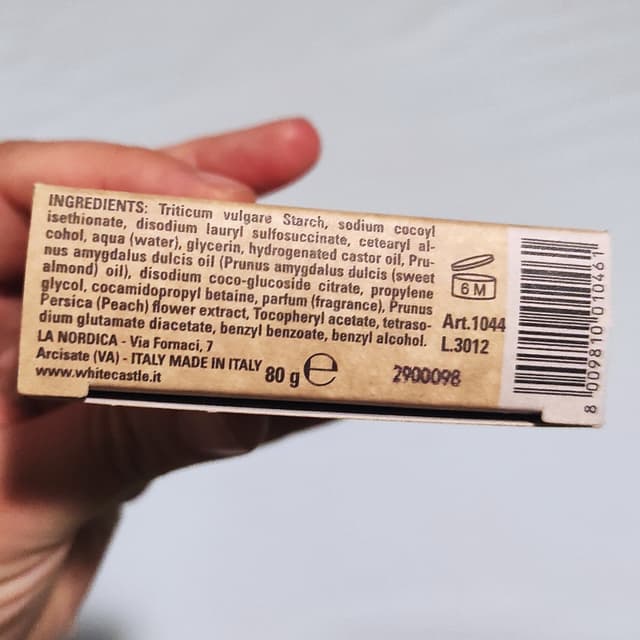 INGREDIENTS: Triticum vulgare Starch, sodium cocoyl
isethionate, disodium lauryl sulfosuccinate, cetearyl al-
cohol, aqua (water), glycerin, hydrogenated castor oil, Pru-
nus amygdalus dulcis oil (Prunus amygdalus dulcis (sweet
almond) oil), disodium coco-glucoside citrate, propylene
glycol, cocamidopropyl betaine, parfum (fragrance), Prunus
Persica (Peach) flower extract, Tocopheryl acetate, tetraso-
dium glutamate diacetate, benzyl benzoate, benzyl alcohol.
LA NORDICA - Via Fornaci, 7
Arcisate (VA) - ITALY MADE IN ITALY
www.whitecastle.it
80 g ℮
6 M
Art.1044
L.3012
2900098
8 009810 010461